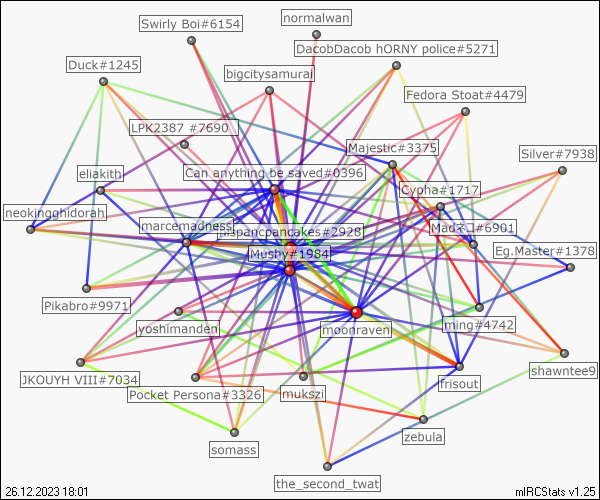 normalwan
Swirly Boi#6154
DacobDacob hORNY police#5271
Duck#1245
bigcitysamurai
Fedora Stoat#4479
LPK2387 #7690
Majestic#3375
Silver#7938
eliakith
Can anything be saved#0396
Cypha#1717
neokingghidorah
marcemadness
pancpancakes#2928
Madネコ#6901
Mushy#1984
Eg.Master#1378
Pikabro#9971
yoshimanden
moonraven
ming#4742
JKOUYH VIII#7034
Pocket Persona#3326
mukszi
frisout
shawntee9
zebula
somass
the_second_twat
26.12.2023 18:01
mIRCStats v1.25